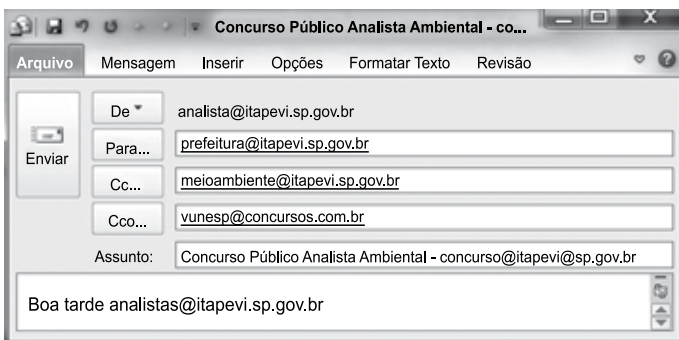 Concurso Público Analista Ambiental - co...
Arquivo Mensagem Inserir Opções Formatar Texto Revisão
De analista@itapevi.sp.gov.br
Enviar
Para... prefeitura@itapevi.sp.gov.br
Cc... meioambiente@itapevi.sp.gov.br
Cco... vunesp@concursos.com.br
Assunto: Concurso Público Analista Ambiental - concurso@itapevi@sp.gov.br
Boa tarde analistas@itapevi.sp.gov.br